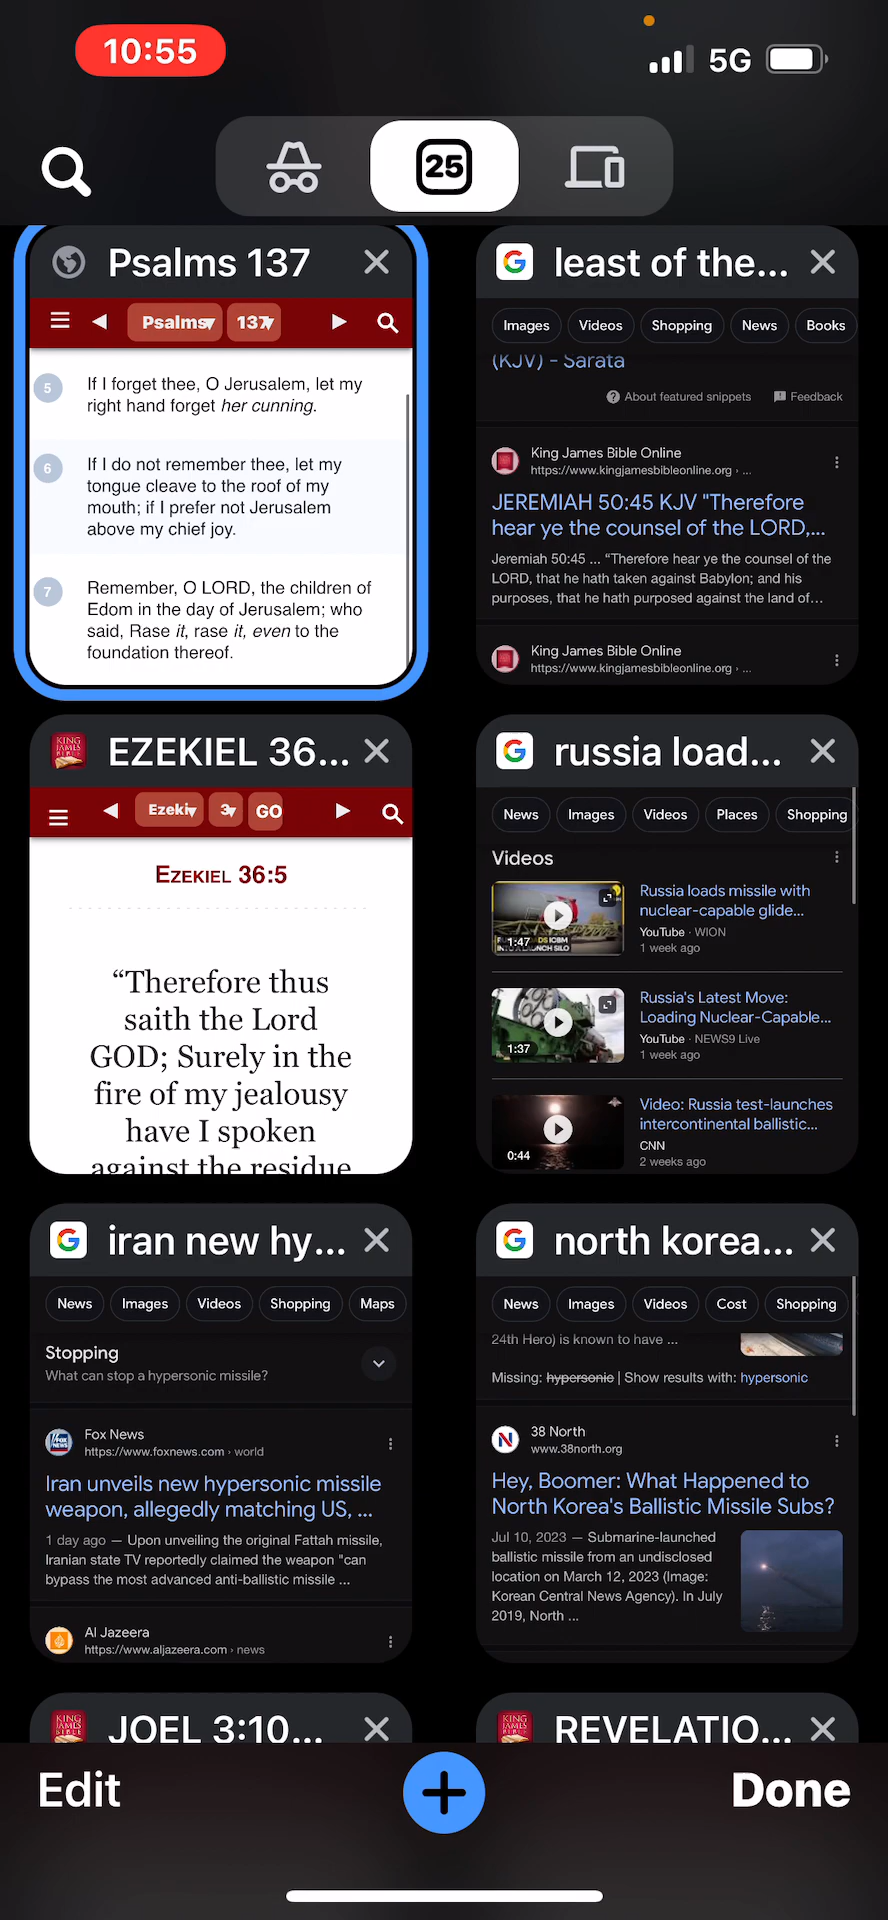 10:55
5G
25
Psalms 137
Psalms
137
5
If I forget thee, O Jerusalem, let my
right hand forget her cunning.
6
If I do not remember thee, let my
tongue cleave to the roof of my
mouth; if I prefer not Jerusalem
above my chief joy.
7
Remember, O LORD, the children of
Edom in the day of Jerusalem; who
said, Rase it, rase it, even to the
foundation thereof.
least of the...
Images
Videos
Shopping
News
Books
(KJV) - Sarata
About featured snippets
Feedback
King James Bible Online
https://www.kingjamesbibleonline.org › ...
JEREMIAH 50:45 KJV "Therefore
hear ye the counsel of the LORD,...
Jeremiah 50:45 ... “Therefore hear ye the counsel of the
LORD, that he hath taken against Babylon; and his
purposes, that he hath purposed against the land of...
King James Bible Online
https://www.kingjamesbibleonline.org › ...
KING JAMES BIBLE
EZEKIEL 36...
Ezeki
3
GO
EZEKIEL 36:5
“Therefore thus
saith the Lord
GOD; Surely in the
fire of my jealousy
have I spoken
against the residue
russia load...
News
Images
Videos
Places
Shopping
Videos
1:47
Russia loads missile with
nuclear-capable glide...
YouTube · WION
1 week ago
1:37
Russia's Latest Move:
Loading Nuclear-Capable...
YouTube · NEWS9 Live
1 week ago
0:44
Video: Russia test-launches
intercontinental ballistic...
CNN
2 weeks ago
iran new hy...
News
Images
Videos
Shopping
Maps
Stopping
What can stop a hypersonic missile?
Fox News
https://www.foxnews.com › world
Iran unveils new hypersonic missile
weapon, allegedly matching US, ...
1 day ago — Upon unveiling the original Fattah missile,
Iranian state TV reportedly claimed the weapon "can
bypass the most advanced anti-ballistic missile ...
Al Jazeera
https://www.aljazeera.com › news
north korea...
News
Images
Videos
Cost
Shopping
24th Hero) is known to have ...
Missing: hypersonic | Show results with: hypersonic
38 North
www.38north.org
Hey, Boomer: What Happened to
North Korea's Ballistic Missile Subs?
Jul 10, 2023 — Submarine-launched
ballistic missile from an undisclosed
location on March 12, 2023 (Image:
Korean Central News Agency). In July
2019, North ...
JOEL 3:10...
REVELATIO...
Edit
Done